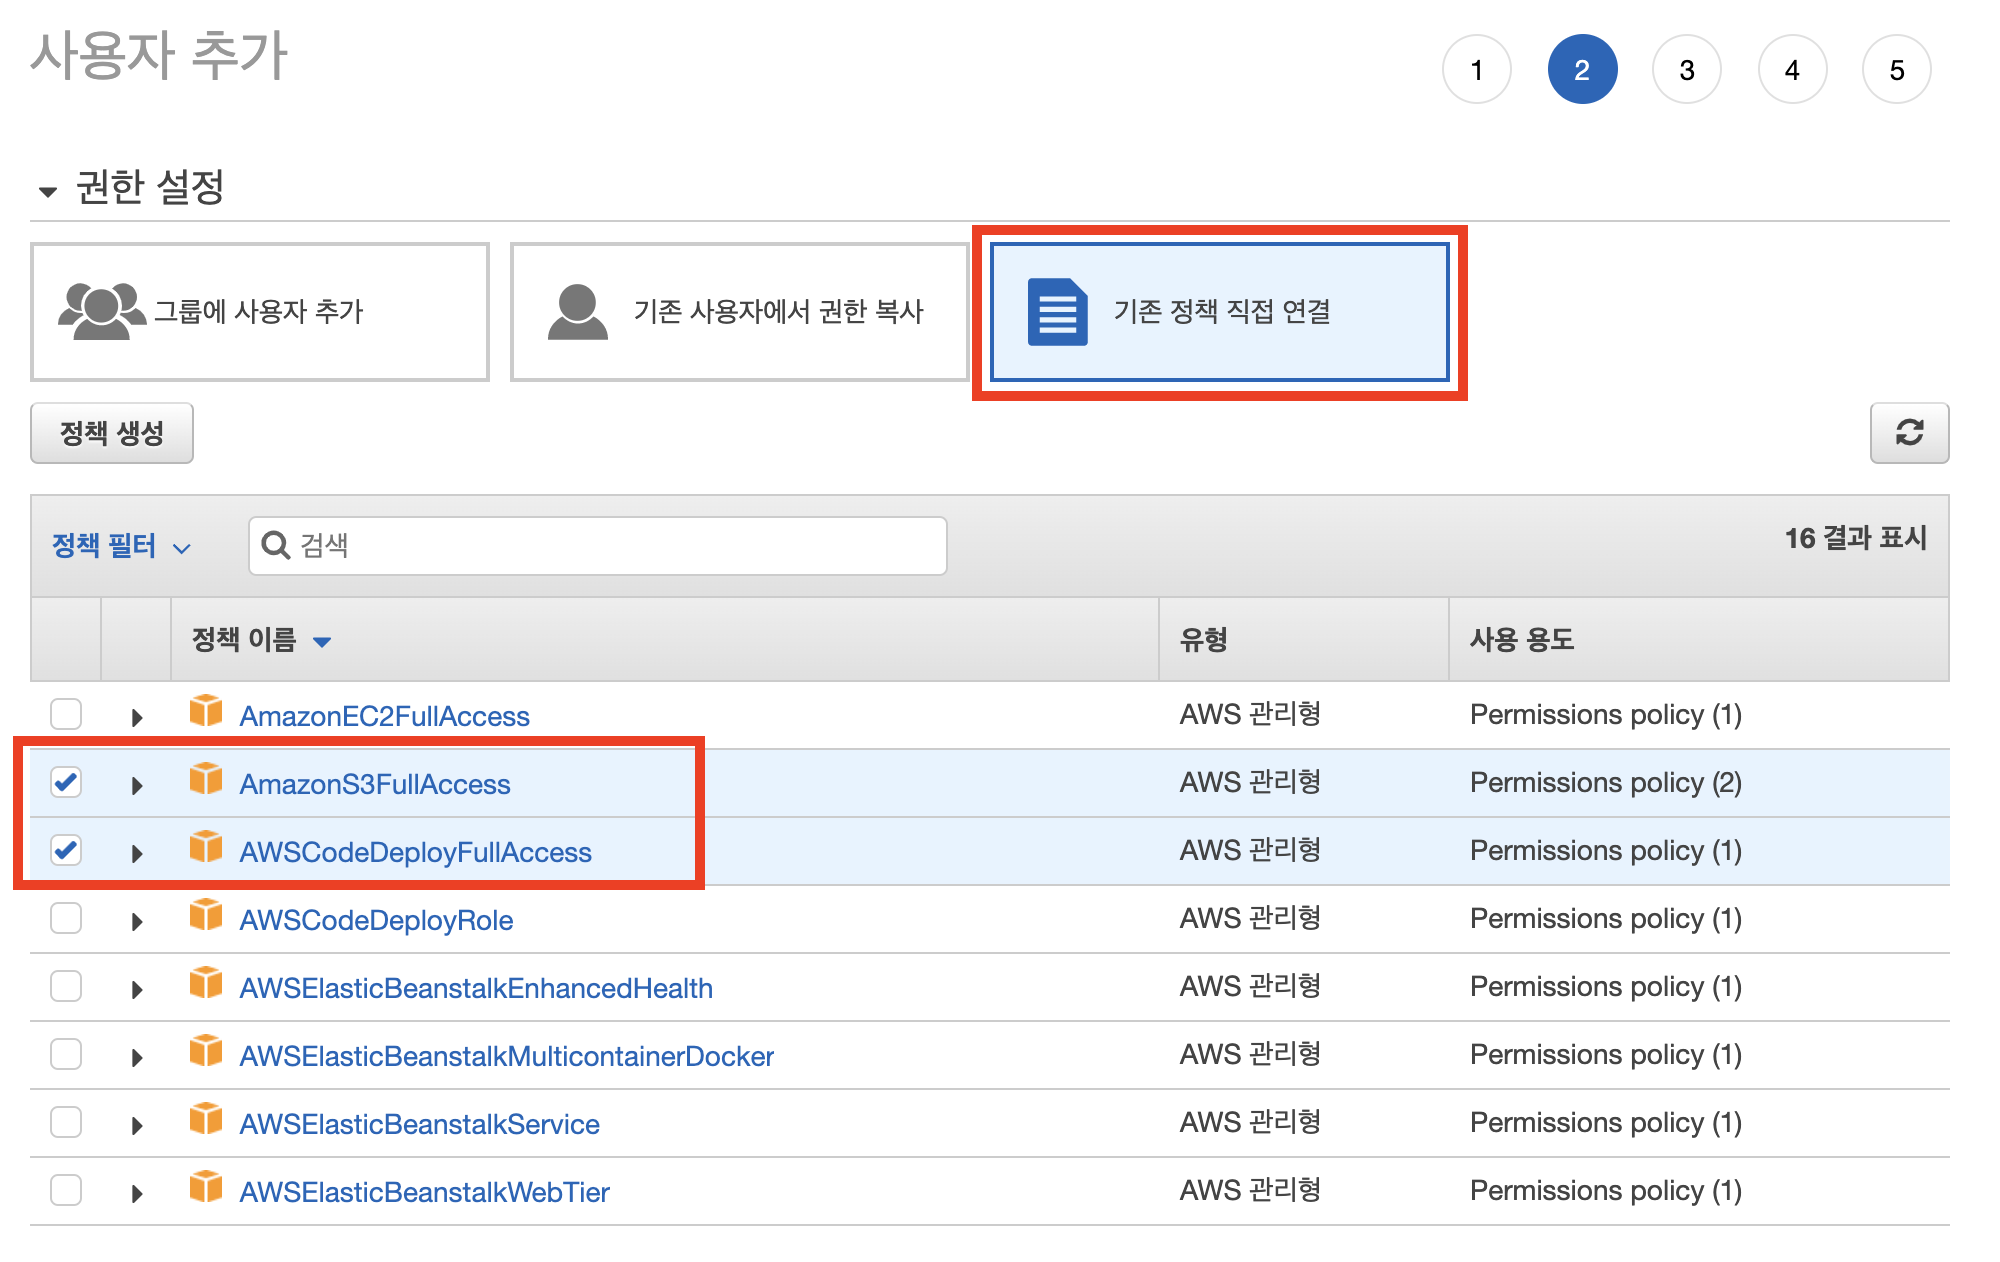 사용자 추가
1 2 3 4 5
권한 설정
그룹에 사용자 추가 기존 사용자에서 권한 복사 기존 정책 직접 연결
정책 생성
정책 필터 검색 16 결과 표시
정책 이름 유형 사용 용도
AmazonEC2FullAccess AWS 관리형 Permissions policy (1)
AmazonS3FullAccess AWS 관리형 Permissions policy (2)
AWSCodeDeployFullAccess AWS 관리형 Permissions policy (1)
AWSCodeDeployRole AWS 관리형 Permissions policy (1)
AWSElasticBeanstalkEnhancedHealth AWS 관리형 Permissions policy (1)
AWSElasticBeanstalkMulticontainerDocker AWS 관리형 Permissions policy (1)
AWSElasticBeanstalkService AWS 관리형 Permissions policy (1)
AWSElasticBeanstalkWebTier AWS 관리형 Permissions policy (1)